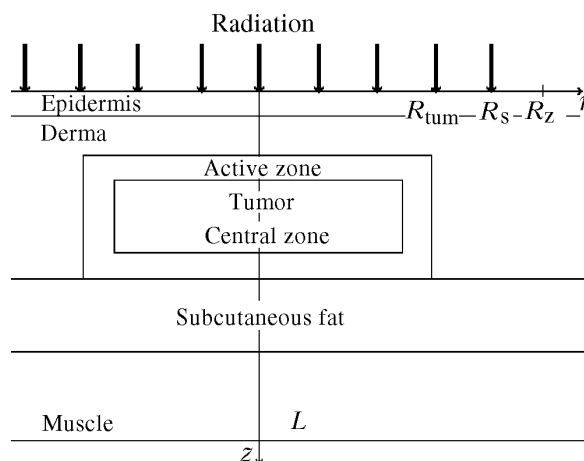 Radiation
Epidermis
R_tum R_s R_z r
Derma
Active zone
Tumor
Central zone
Subcutaneous fat
Muscle L
z